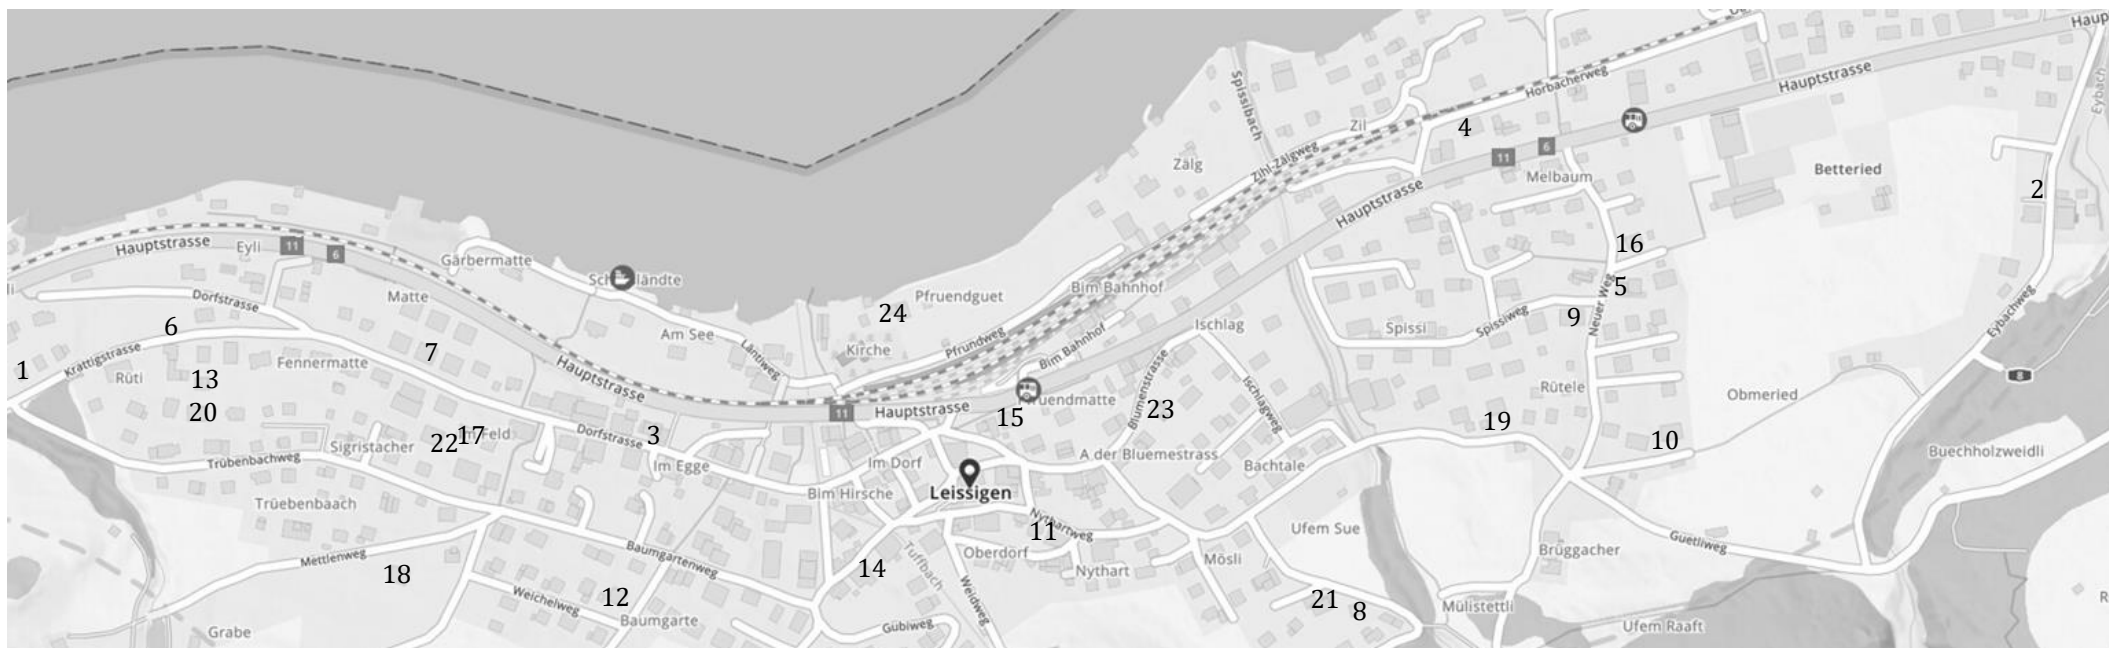 Haup
Hauptstrasse
Horbacherweg
Spissibach
Eybach
Zil
4
11
6
Zälg
Zihl-Zälgweg
Melbaum
Betteried
2
Hauptstrasse
Hauptstrasse
Eyli
11
6
Gärbermatte
16
Sch ländte
Bim Bahnhof
5
Dorfstrasse
Matte
Pfruendguet
24
Neuer Weg
9
Spissiweg
Spissi
Eybachweg
6
Am See
Ischlag
7
Kirche
Pfrundweg
Bim Bahnhof
Ländtiweg
1
Krattigstrasse
Rüti
13
Fennermatte
Hauptstrasse
8
Rütele
Obmeried
20
11
Hauptstrasse
15
Pfruendmatte
Blumenstrasse
23
Ischlagweg
19
3
Dorfstrasse
22
17
m Feld
Sigristacher
10
Trübenbachweg
Im Egge
Im Dorf
A der Bluemestrass
Bachtale
Buechholzweidli
Bim Hirsche
Leissigen
Trüebenbaach
11
Nythartweg
Ufem Sue
Guetliweg
Mettlenweg
Baumgartenweg
Tuffbach
Oberdorf
Mösli
Brüggacher
18
14
Nythart
Weichelweg
12
Weidweg
21
8
Mülistettli
R
Baumgarte
Gubiweg
Grabe
Ufem Raaft